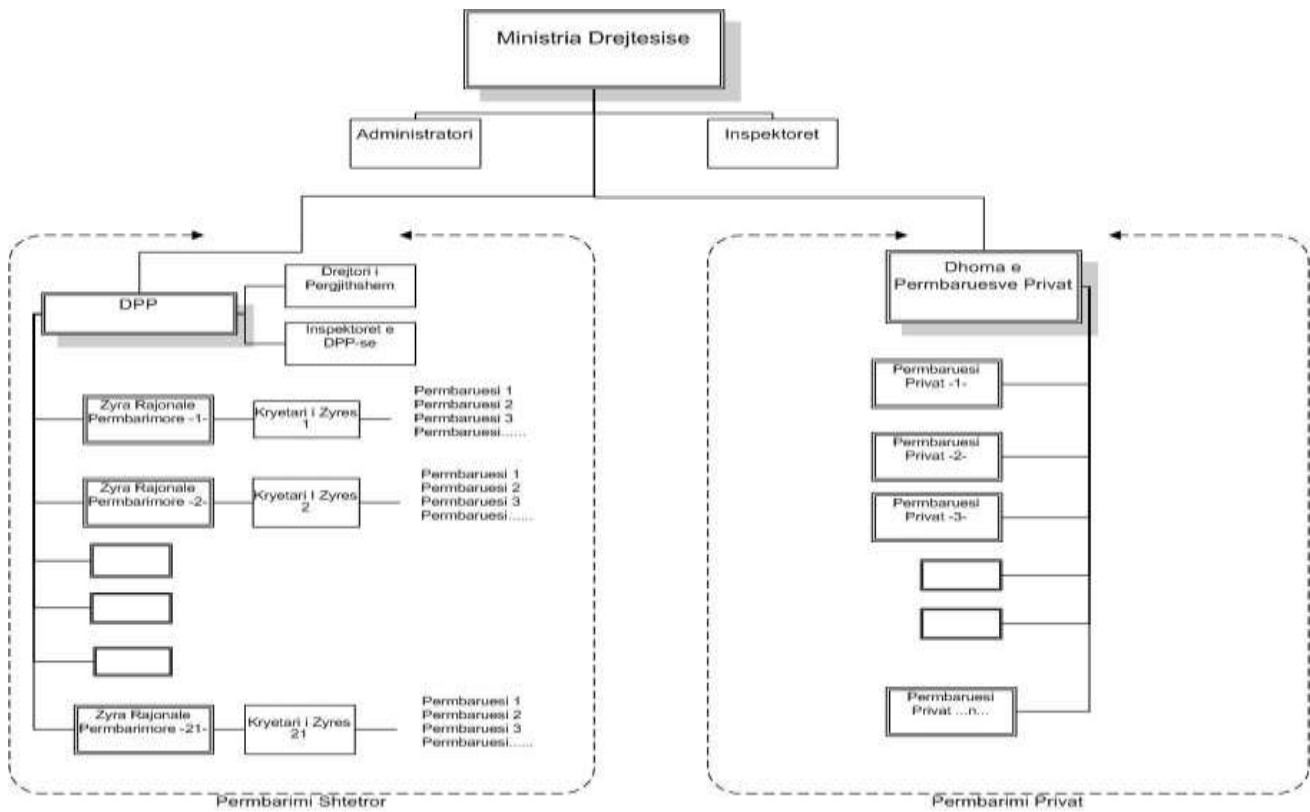 Ministria Drejtesise
Administratori
Inspektoret
DPP
Drejtori i
Pergjithshem
Inspektoret e
DPP-se
Zyra Rajonale
Permbarimore -1-
Kryetari i Zyres
1
Permbaruesi 1
Permbaruesi 2
Permbaruesi 3
Permbaruesi......
Zyra Rajonale
Permbarimore -2-
Kryetari I Zyres
2
Permbaruesi 1
Permbaruesi 2
Permbaruesi 3
Permbaruesi......
Zyra Rajonale
Permbarimore -21-
Kryetari i Zyres
21
Permbaruesi 1
Permbaruesi 2
Permbaruesi 3
Permbaruesi......
Permbarimi Shtetror
Dhoma e
Permbaruesve Privat
Permbaruesi
Privat -1-
Permbaruesi
Privat -2-
Permbaruesi
Privat -3-
Permbaruesi
Privat ...n...
Permbarimi Privat